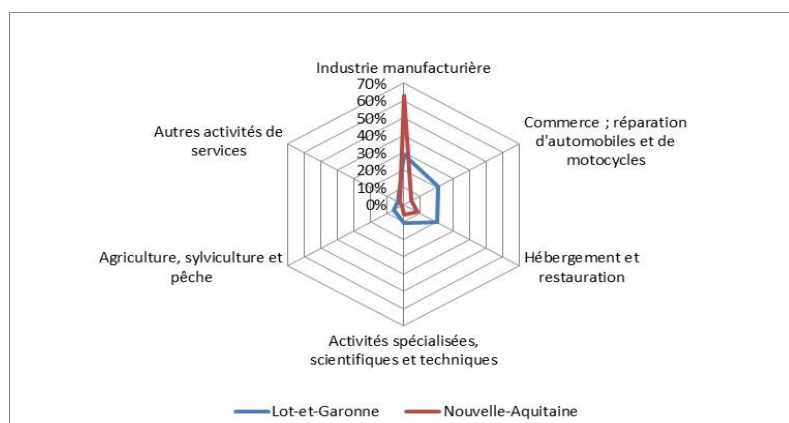 Industrie manufacturière
70%
60%
50%
40%
30%
20%
10%
0%
Commerce ; réparation
d'automobiles et de
motocycles
Hébergement et
restauration
Activités spécialisées,
scientifiques et techniques
Agriculture, sylviculture et
pêche
Autres activités de
services
Lot-et-Garonne
Nouvelle-Aquitaine